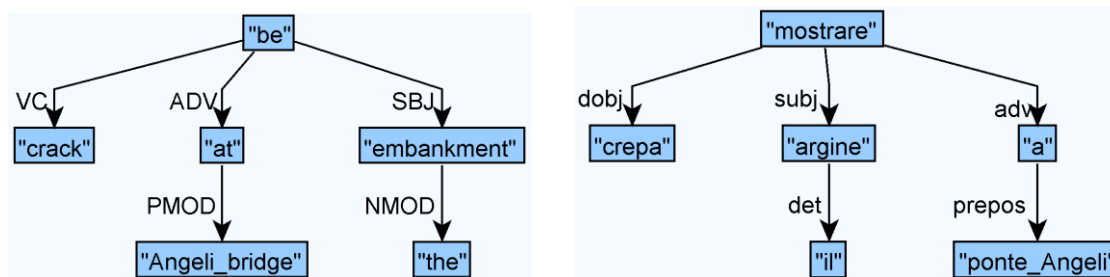 "be"
VC ADV SBJ
"crack" "at" "embankment"
PMOD NMOD
"Angeli_bridge" "the"
"mostrare"
dobj subj adv
"crepa" "argine" "a"
det prepos
"il" "ponte_Angeli"